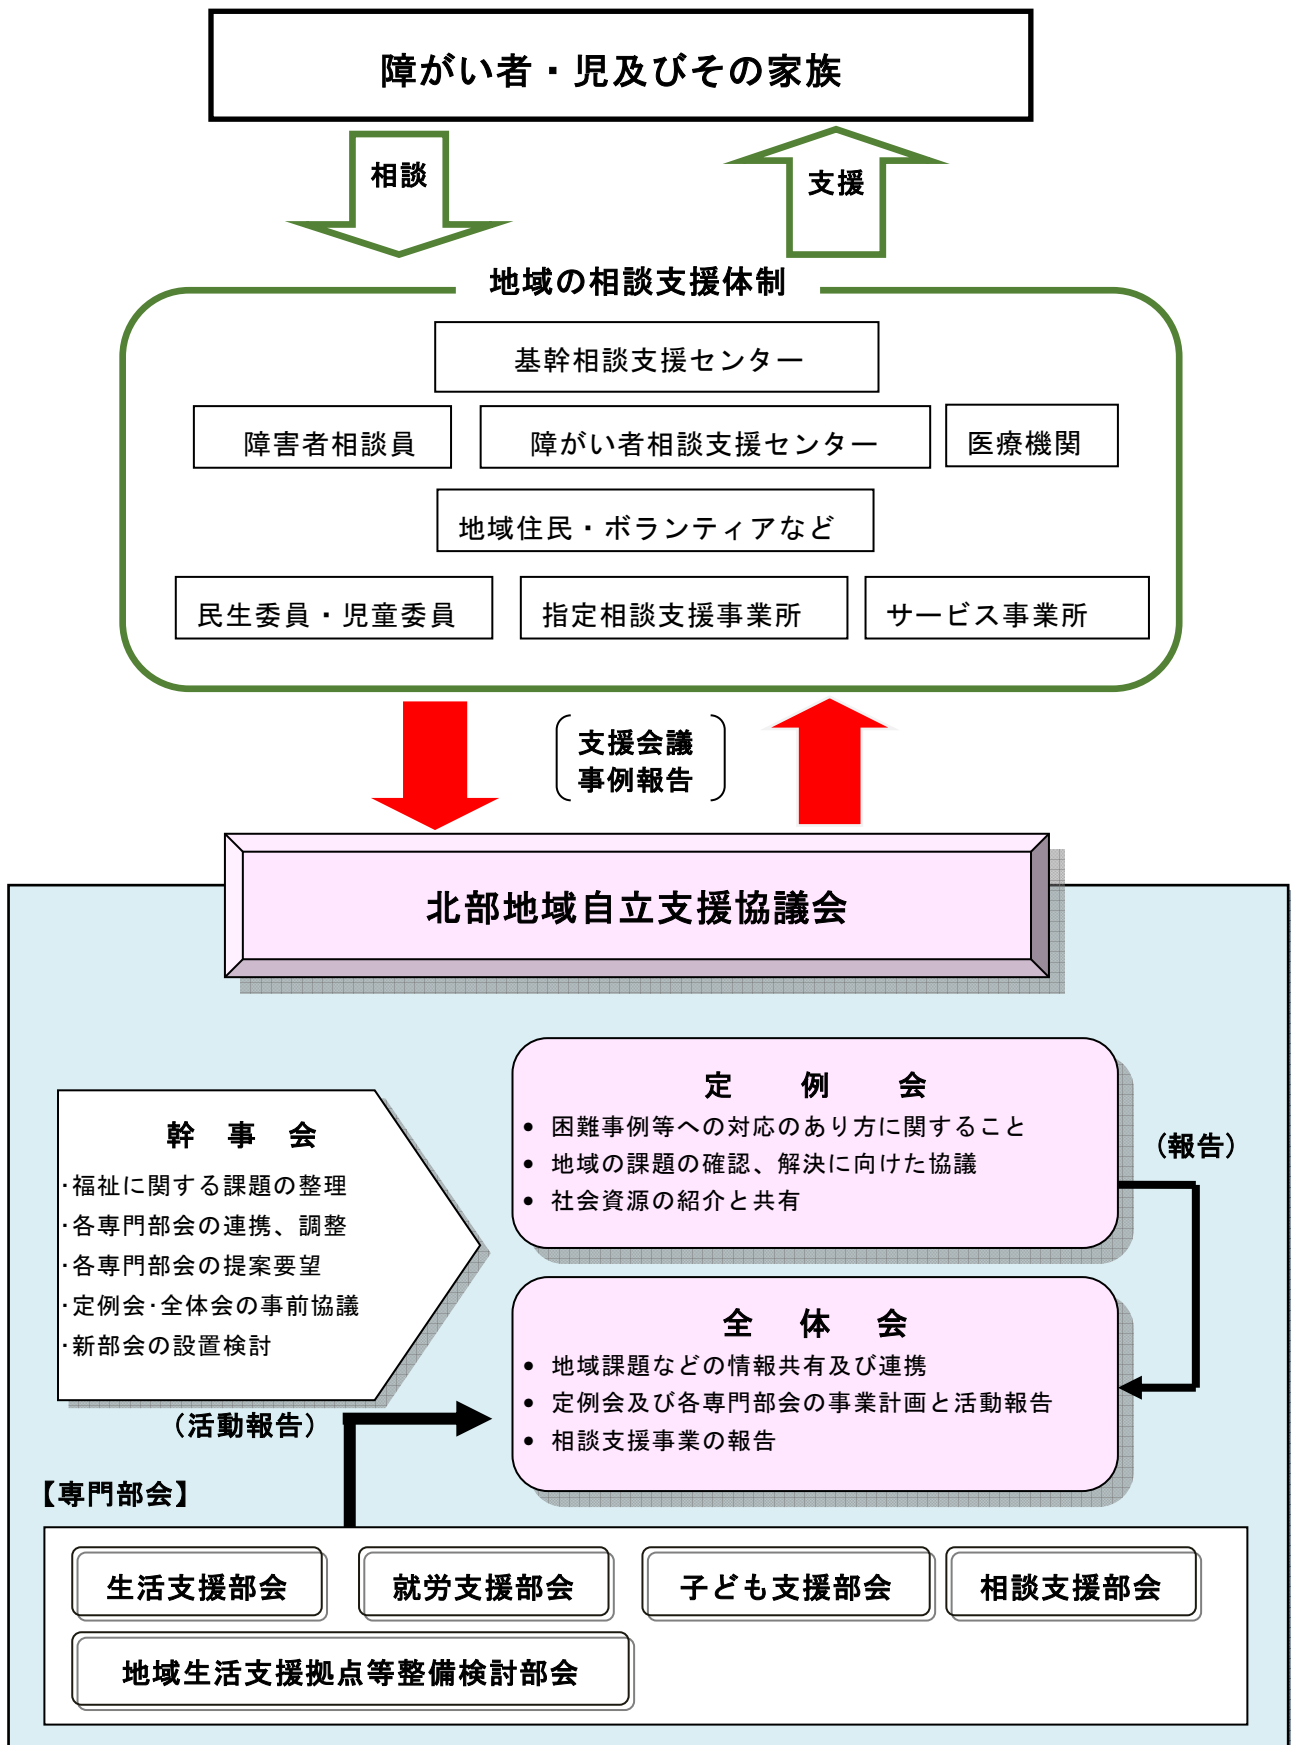 障がい者・児及びその家族
相談
支援
地域の相談支援体制
基幹相談支援センター
障害者相談員
障がい者相談支援センター
医療機関
地域住民・ボランティアなど
民生委員・児童委員
指定相談支援事業所
サービス事業所
支援会議
事例報告
北部地域自立支援協議会
定　例　会
• 困難事例等への対応のあり方に関すること
• 地域の課題の確認、解決に向けた協議
• 社会資源の紹介と共有
（報告）
幹　事　会
・福祉に関する課題の整理
・各専門部会の連携、調整
・各専門部会の提案要望
・定例会・全体会の事前協議
・新部会の設置検討
全　体　会
• 地域課題などの情報共有及び連携
• 定例会及び各専門部会の事業計画と活動報告
• 相談支援事業の報告
（活動報告）
【専門部会】
生活支援部会
就労支援部会
子ども支援部会
相談支援部会
地域生活支援拠点等整備検討部会